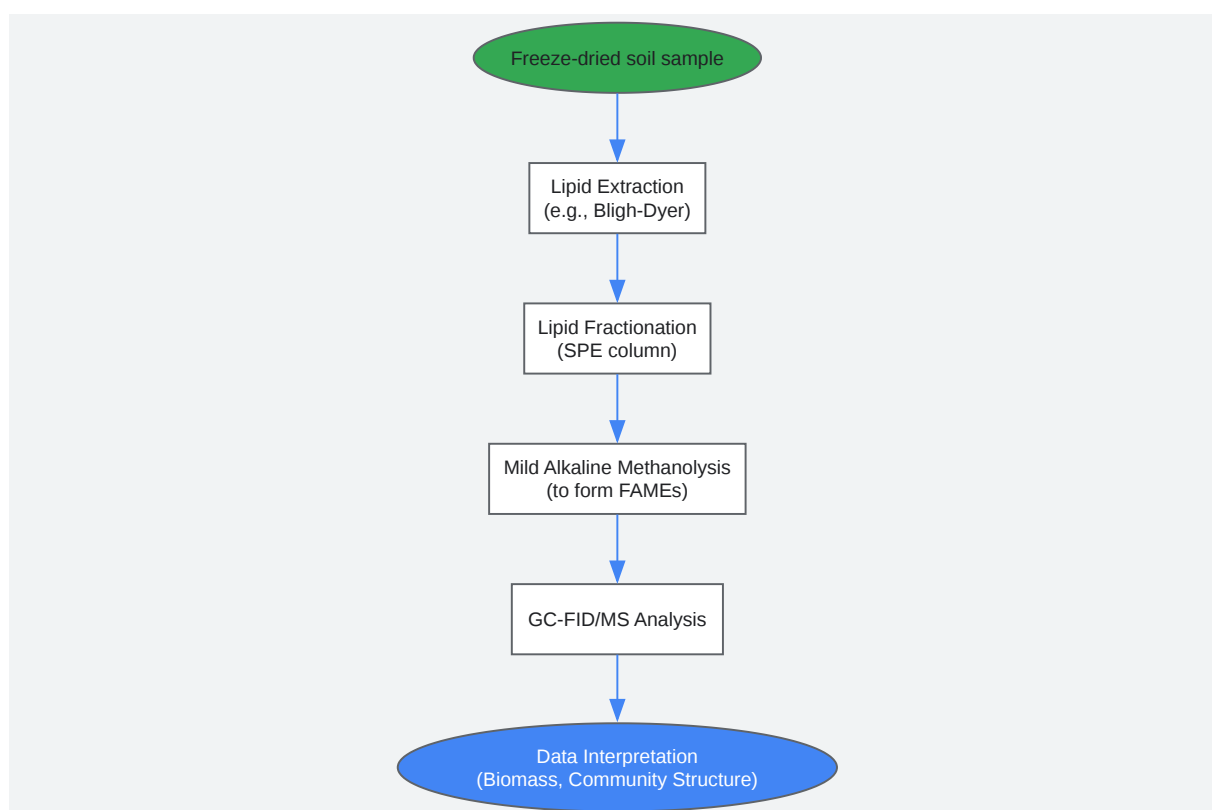 Freeze-dried soil sample
Lipid Extraction
(e.g., Bligh-Dyer)
Lipid Fractionation
(SPE column)
Mild Alkaline Methanolysis
(to form FAMEs)
GC-FID/MS Analysis
Data Interpretation
(Biomass, Community Structure)